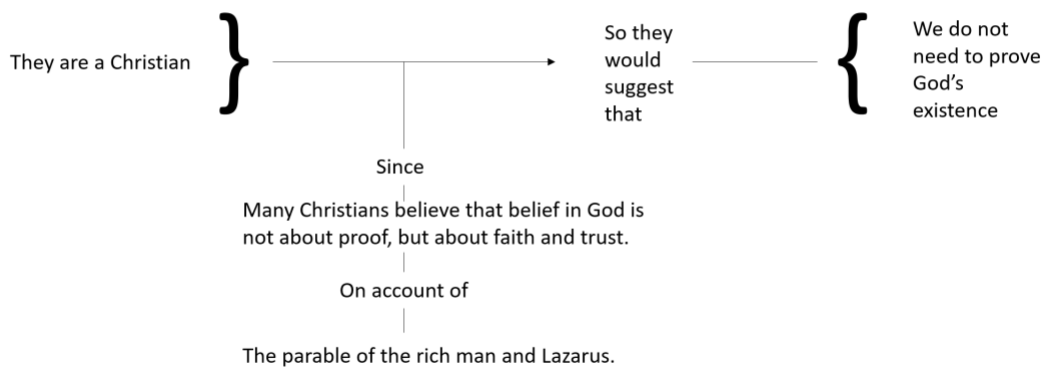 They are a Christian
So they
would
suggest
that
We do not
need to prove
God's
existence
Since
Many Christians believe that belief in God is
not about proof, but about faith and trust.
On account of
The parable of the rich man and Lazarus.